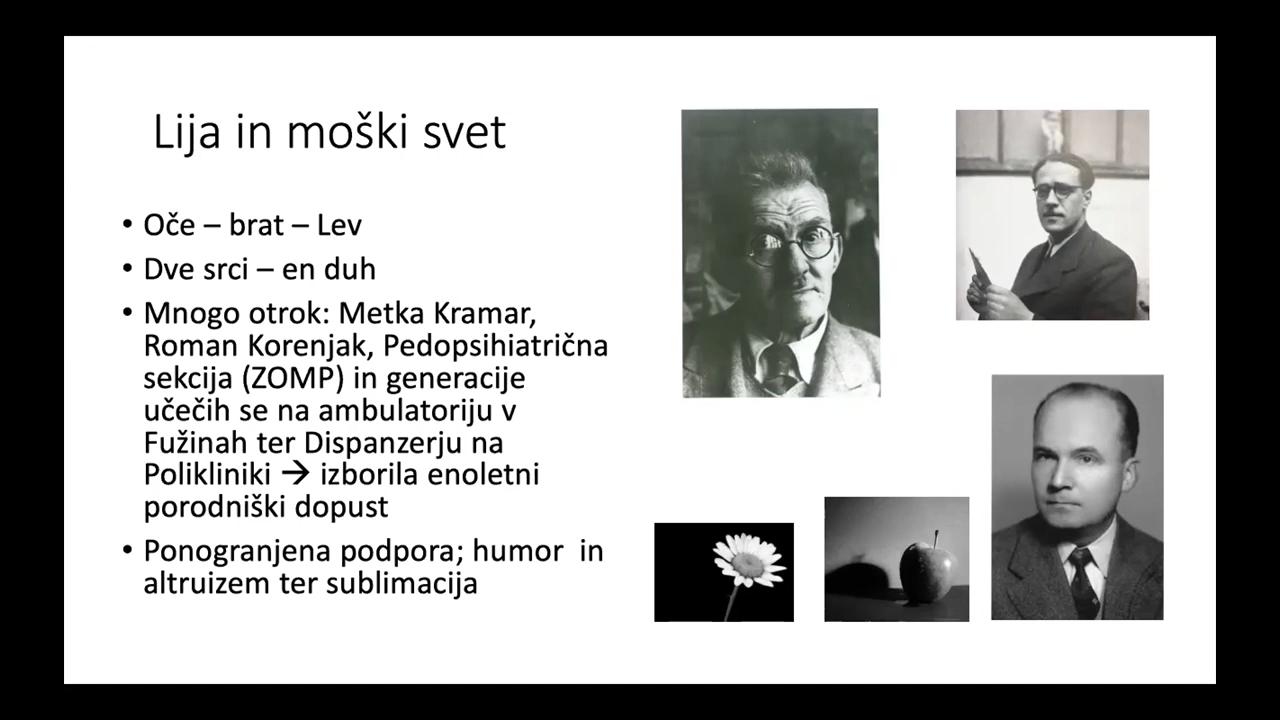 Lija in moški svet
• Oče – brat – Lev
• Dve srci – en duh
• Mnogo otrok: Metka Kramar,
Roman Korenjak, Pedopsihiatrična
sekcija (ZOMP) in generacije
učečih se na ambulatoriju v
Fužinah ter Dispanzerju na
Polikliniki → izborila enoletni
porodniški dopust
• Ponogranjena podpora; humor  in
altruizem ter sublimacija